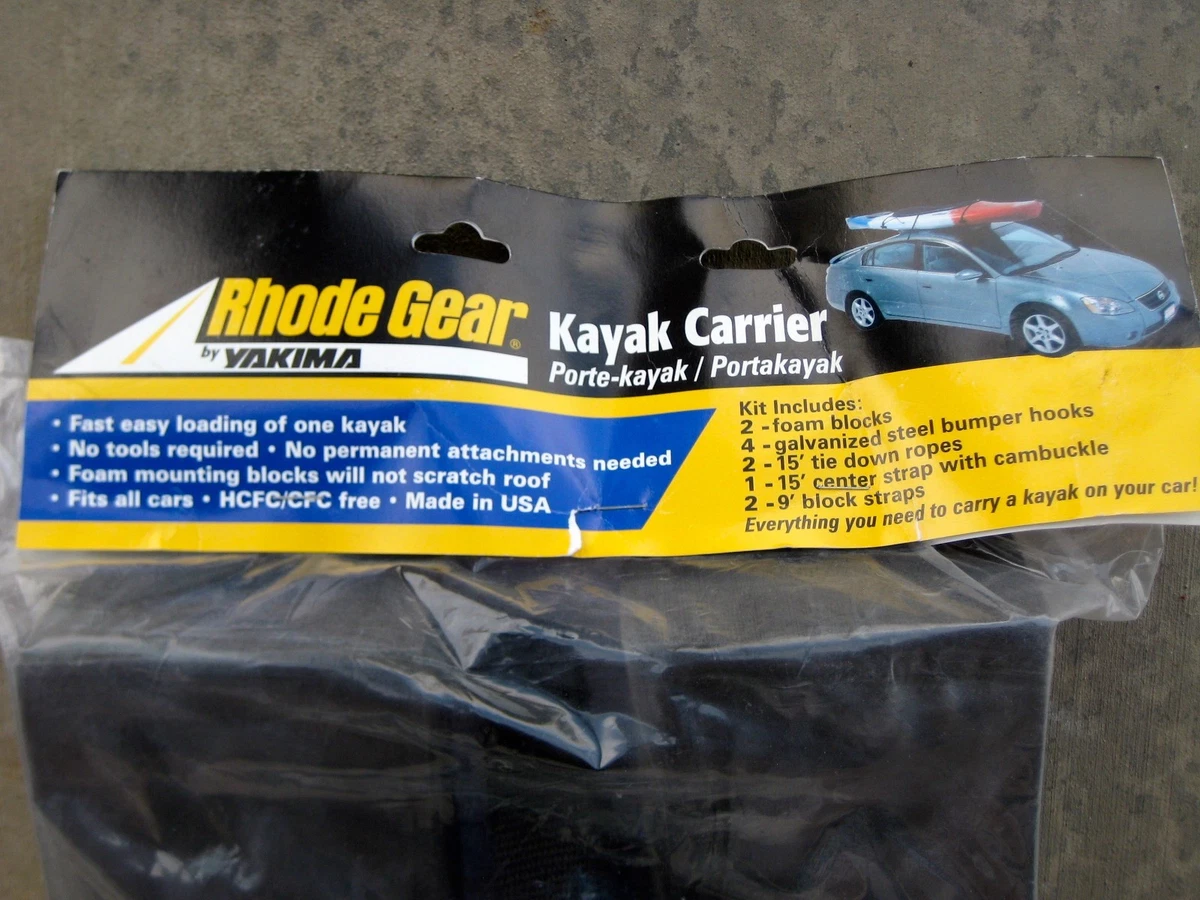 Rhode Gear®
by YAKIMA
Kayak Carrier
Porte-kayak / Portakayak
• Fast easy loading of one kayak
• No tools required • No permanent attachments needed
• Foam mounting blocks will not scratch roof
• Fits all cars • HCFC/CFC free • Made in USA
Kit Includes:
2 - foam blocks
4 - galvanized steel bumper hooks
2 - 15' tie down ropes
1 - 15' center strap with cambuckle
2 - 9' block straps
Everything you need to carry a kayak on your car!